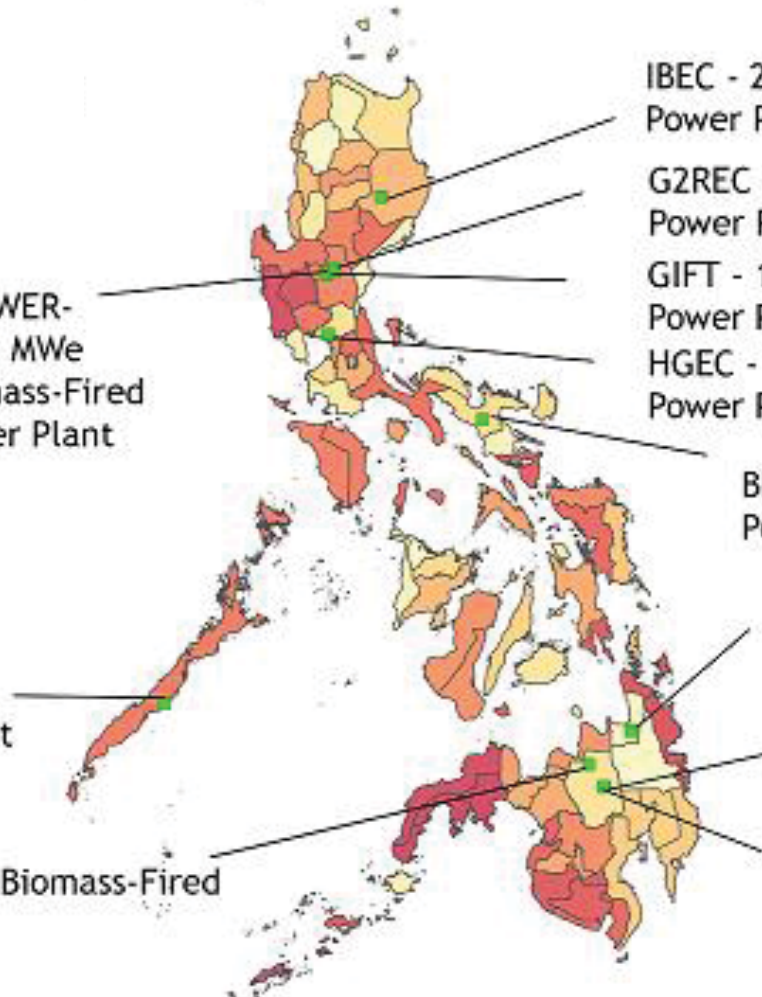 IBEC - 2
Power P
G2REC
Power P
GIFT - 1
Power P
HGEC -
Power P
WER-
MWe
ass-Fired
er Plant
B
P
t
Biomass-Fired